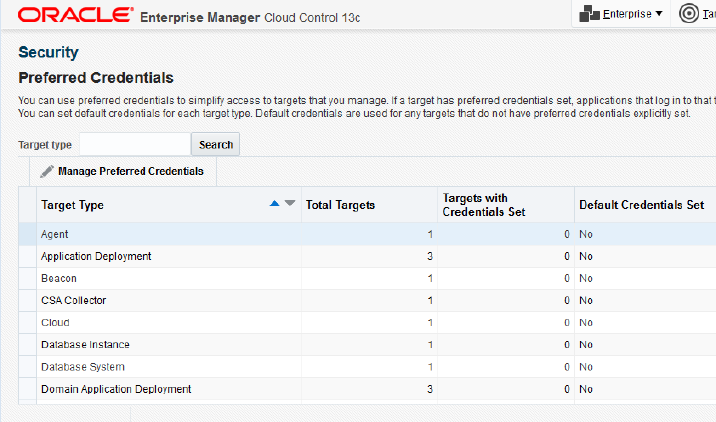 ORACLE Enterprise Manager Cloud Control 13c
Enterprise
Security
Preferred Credentials
You can use preferred credentials to simplify access to targets that you manage. If a target has preferred credentials set, applications that log in to that
You can set default credentials for each target type. Default credentials are used for any targets that do not have preferred credentials explicitly set.
Target type Search
Manage Preferred Credentials
Target Type Total Targets Targets with Credentials Set Default Credentials Set
Agent 1 0 No
Application Deployment 3 0 No
Beacon 1 0 No
CSA Collector 1 0 No
Cloud 1 0 No
Database Instance 1 0 No
Database System 1 0 No
Domain Application Deployment 3 0 No